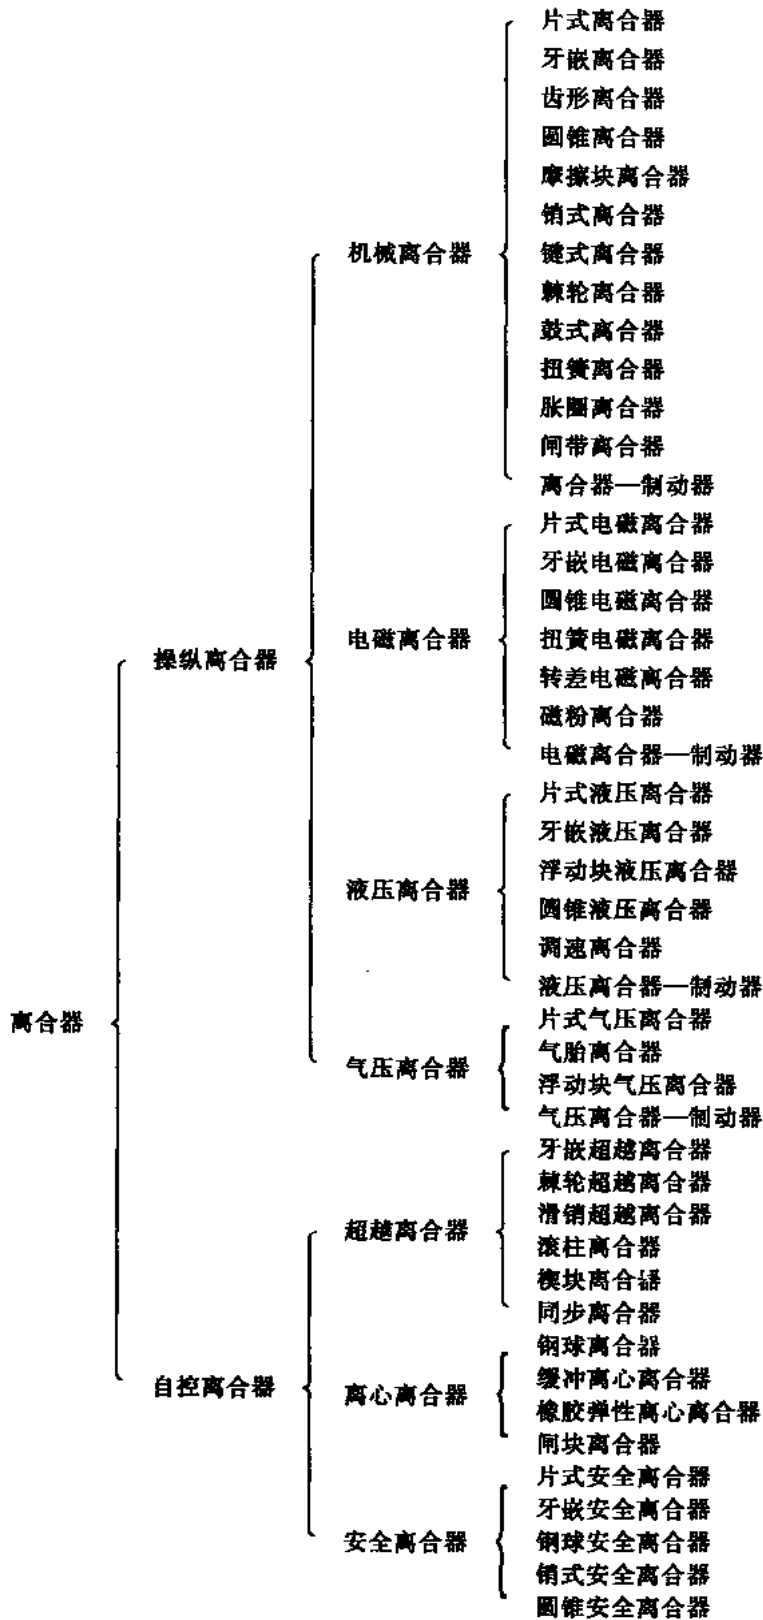 离合器
操纵离合器
机械离合器
片式离合器
牙嵌离合器
齿形离合器
圆锥离合器
摩擦块离合器
销式离合器
键式离合器
棘轮离合器
鼓式离合器
扭簧离合器
胀圈离合器
闸带离合器
离合器—制动器
电磁离合器
片式电磁离合器
牙嵌电磁离合器
圆锥电磁离合器
扭簧电磁离合器
转差电磁离合器
磁粉离合器
电磁离合器—制动器
液压离合器
片式液压离合器
牙嵌液压离合器
浮动块液压离合器
圆锥液压离合器
调速离合器
液压离合器—制动器
气压离合器
片式气压离合器
气胎离合器
浮动块气压离合器
气压离合器—制动器
自控离合器
超越离合器
牙嵌超越离合器
棘轮超越离合器
滑销超越离合器
滚柱离合器
楔块离合器
同步离合器
离心离合器
钢球离合器
缓冲离心离合器
橡胶弹性离心离合器
闸块离合器
安全离合器
片式安全离合器
牙嵌安全离合器
钢球安全离合器
销式安全离合器
圆锥安全离合器